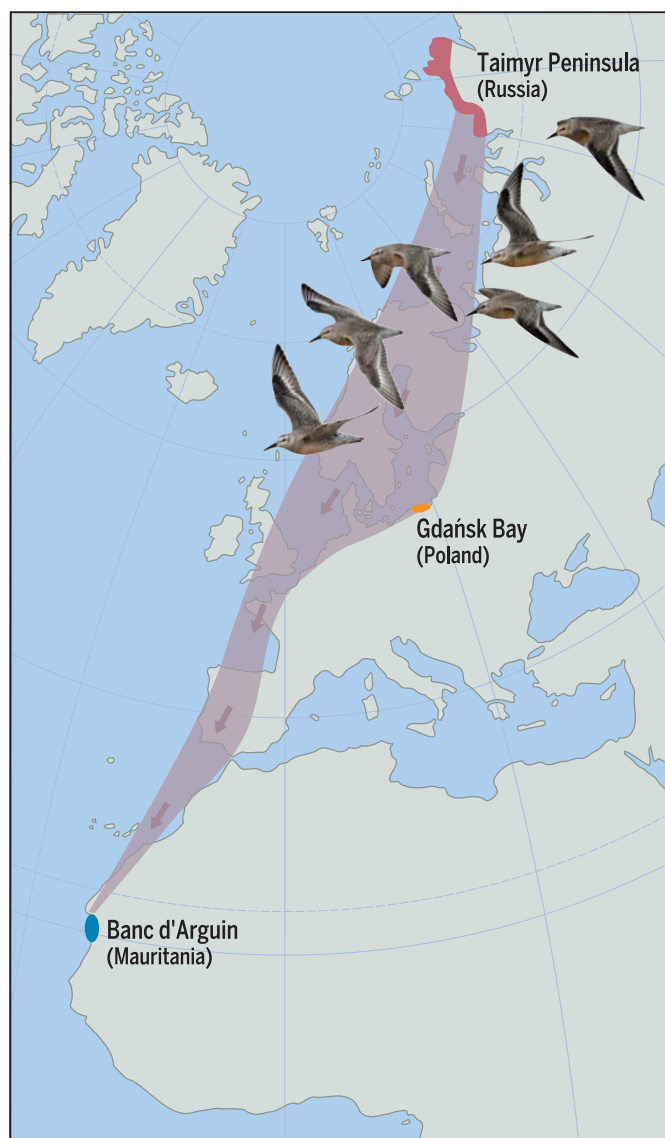 Taimyr Peninsula
(Russia)
Gdańsk Bay
(Poland)
Banc d'Arguin
(Mauritania)